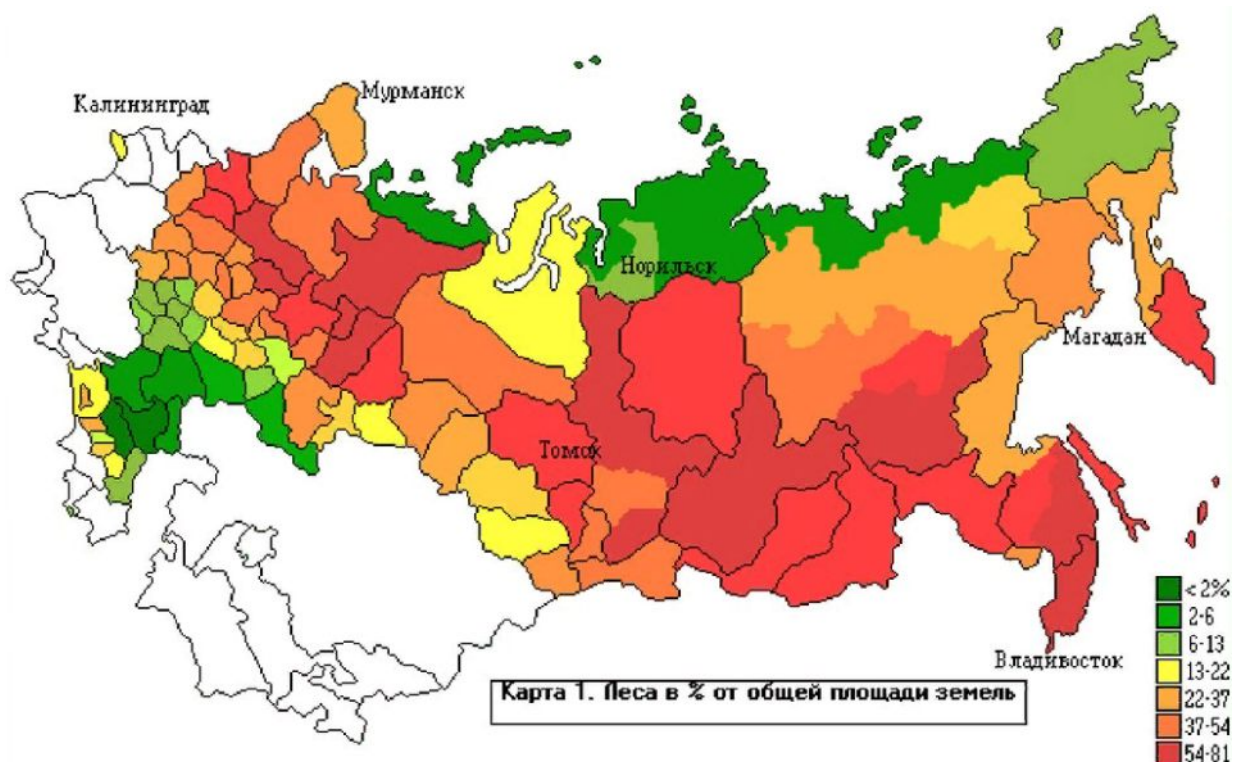 Мурманск
Калининград
Норильск
Магадан
Томск
Владивосток
Карта 1. Леса в % от общей площади земель
< 2%
2-6
6-13
13-22
22-37
37-54
54-81